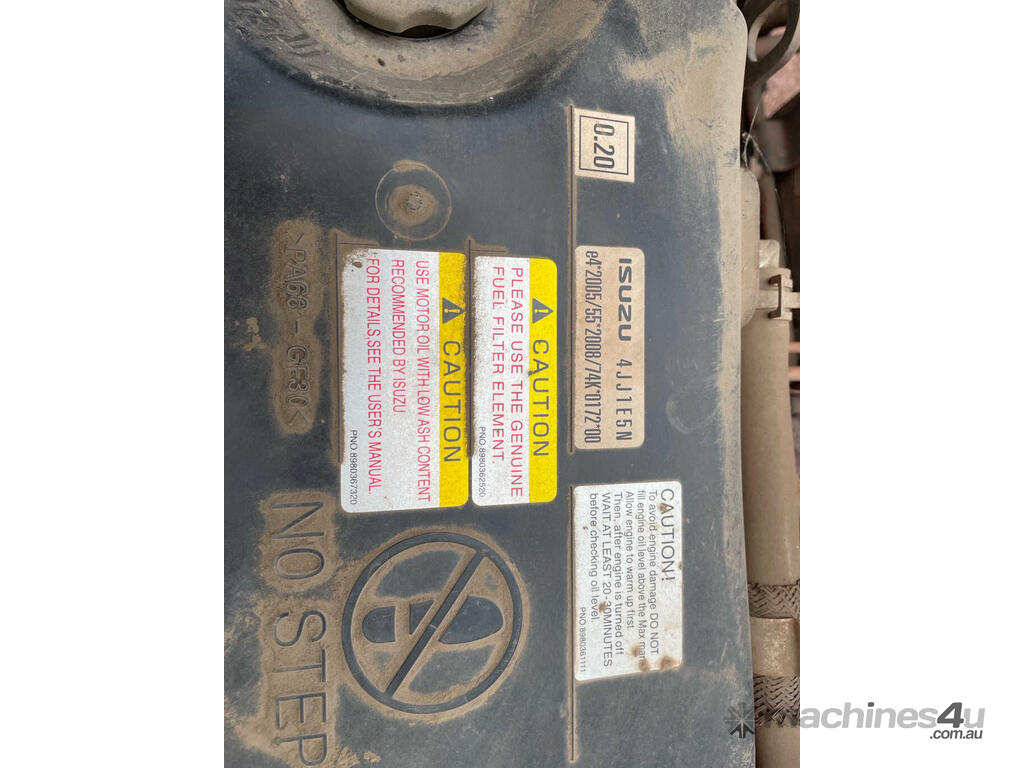 0.20
ISUZU 4JJ1E5N
e4*2005/55*2008/74K*0172*00
CAUTION!
To avoid engine damage DO NOT
fill engine oil level above the Max mark
Allow engine to warm up first.
Then, after engine is turned off
WAIT AT LEAST 20-30MINUTES
before checking oil level.
PNO.8980361111
CAUTION
PLEASE USE THE GENUINE
FUEL FILTER ELEMENT.
PNO.8980362520
CAUTION
USE MOTOR OIL WITH LOW ASH CONTENT
RECOMMENDED BY ISUZU.
FOR DETAILS,SEE THE USER'S MANUAL.
PNO.8980367320
>PA66-GF30<
NO STEP
machines4u
.com.au